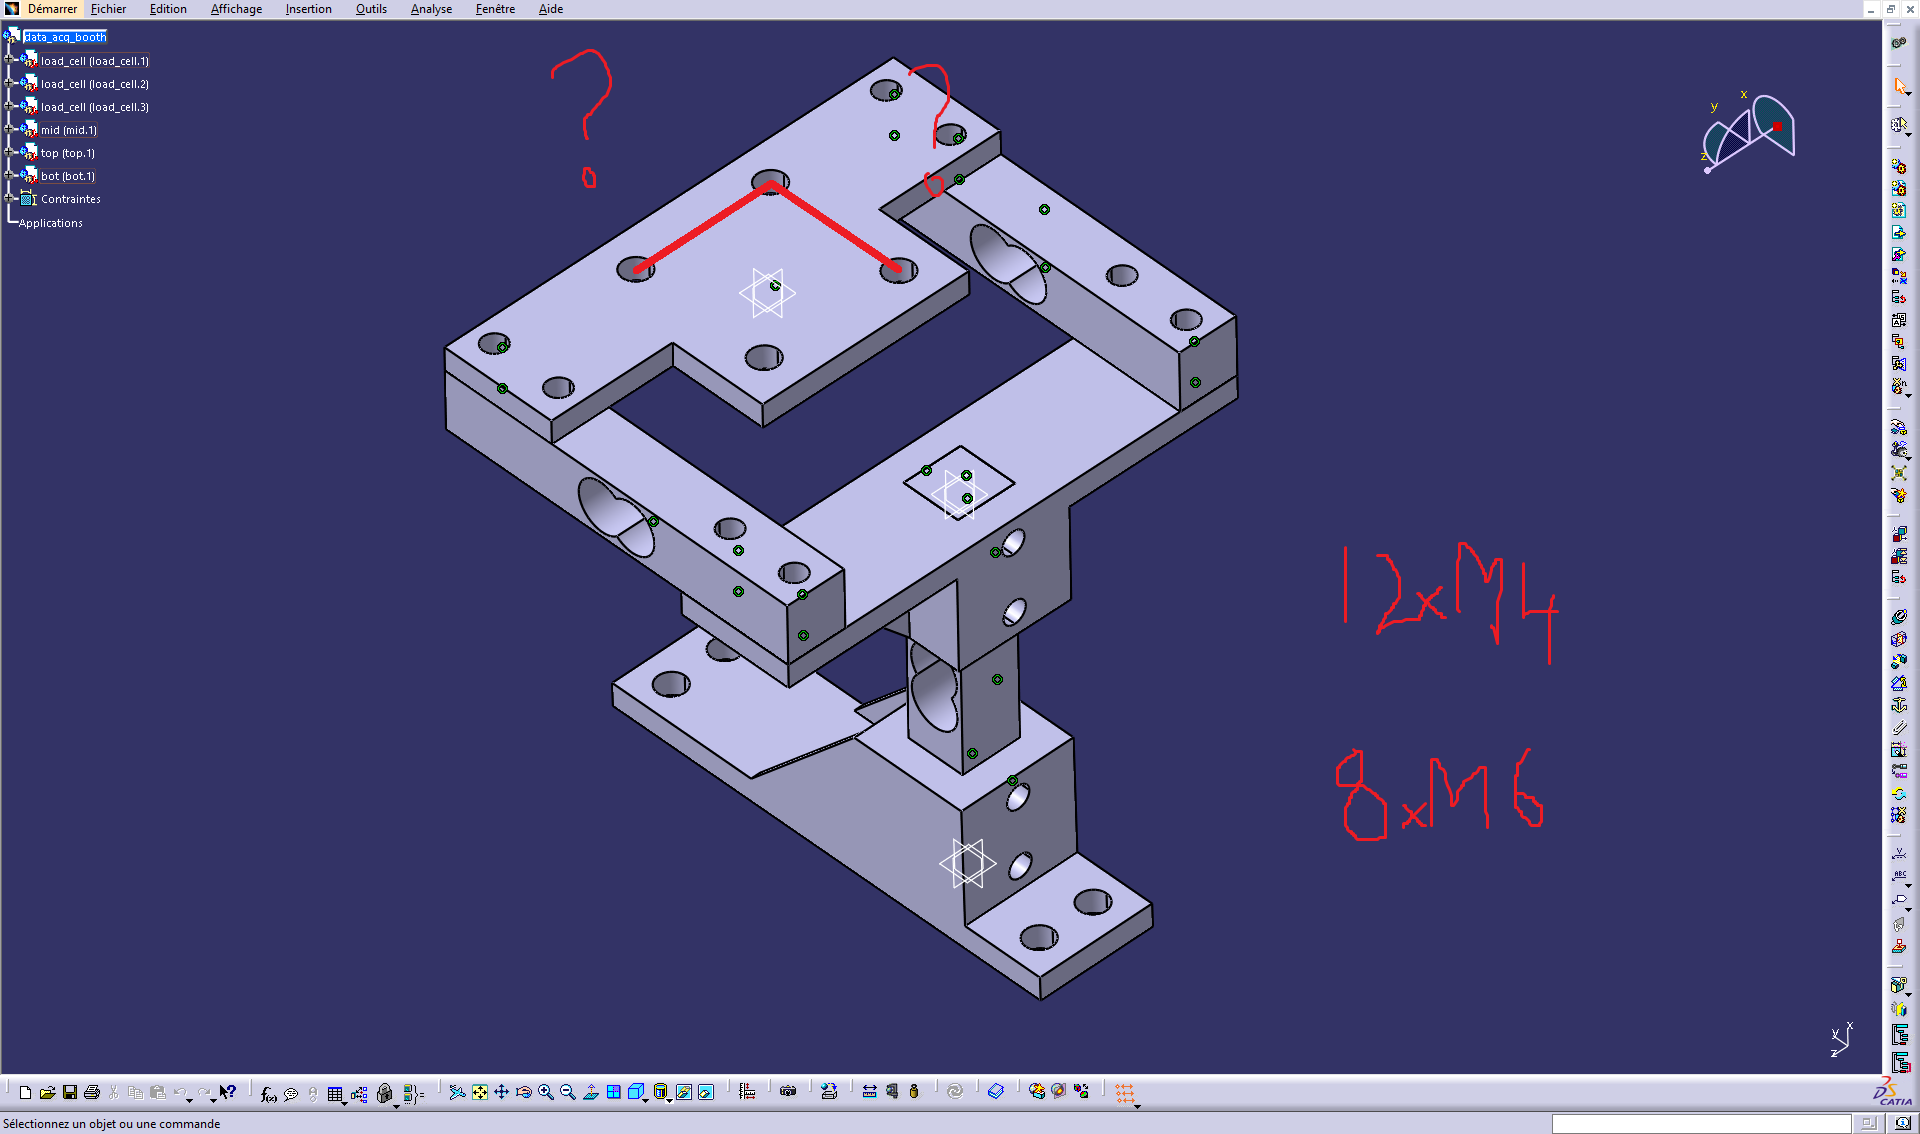 Démarrer Fichier Edition Affichage Insertion Outils Analyse Fenêtre Aide
data_acq_booth
load_cell (load_cell.1)
load_cell (load_cell.2)
load_cell (load_cell.3)
mid (mid.1)
top (top.1)
bot (bot.1)
Contraintes
Applications
? ?
x
y
z
12xM4
8xM6
x
y
z
f(x)
DS CATIA
Sélectionnez un objet ou une commande